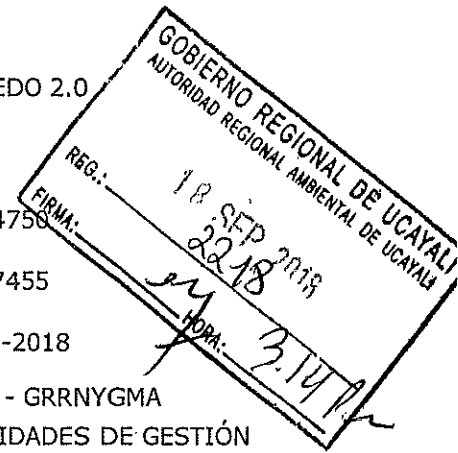 EDO 2.0
GOBIERNO REGIONAL DE UCAYALI
AUTORIDAD REGIONAL AMBIENTAL DE UCAYALI
REG.:
18 SEP 2018
2218
4750
FIRMA:
7455
HORA: 3.14
-2018
- GRRNYGMA
IDADES DE GESTIÓN